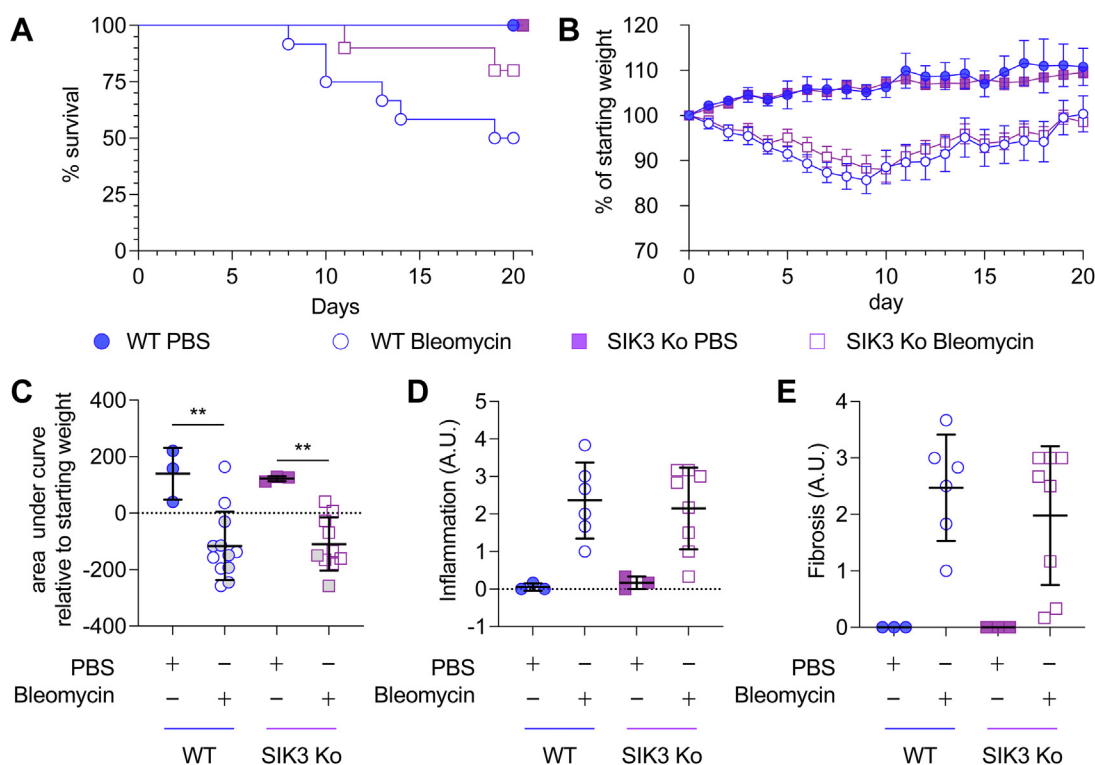 A
100
75
50
25
0
% survival
0 5 10 15 20
Days
B
120
110
100
90
80
70
% of starting weight
0 5 10 15 20
day
WT PBS WT Bleomycin SIK3 Ko PBS SIK3 Ko Bleomycin
C
400
200
0
-200
-400
area under curve
relative to starting weight
** **
PBS + − + −
Bleomycin − + − +
WT SIK3 Ko
D
5
4
3
2
1
0
-1
Inflammation (A.U.)
PBS + − + −
Bleomycin − + − +
WT SIK3 Ko
E
4
3
2
1
0
Fibrosis (A.U.)
PBS + − + −
Bleomycin − + − +
WT SIK3 Ko